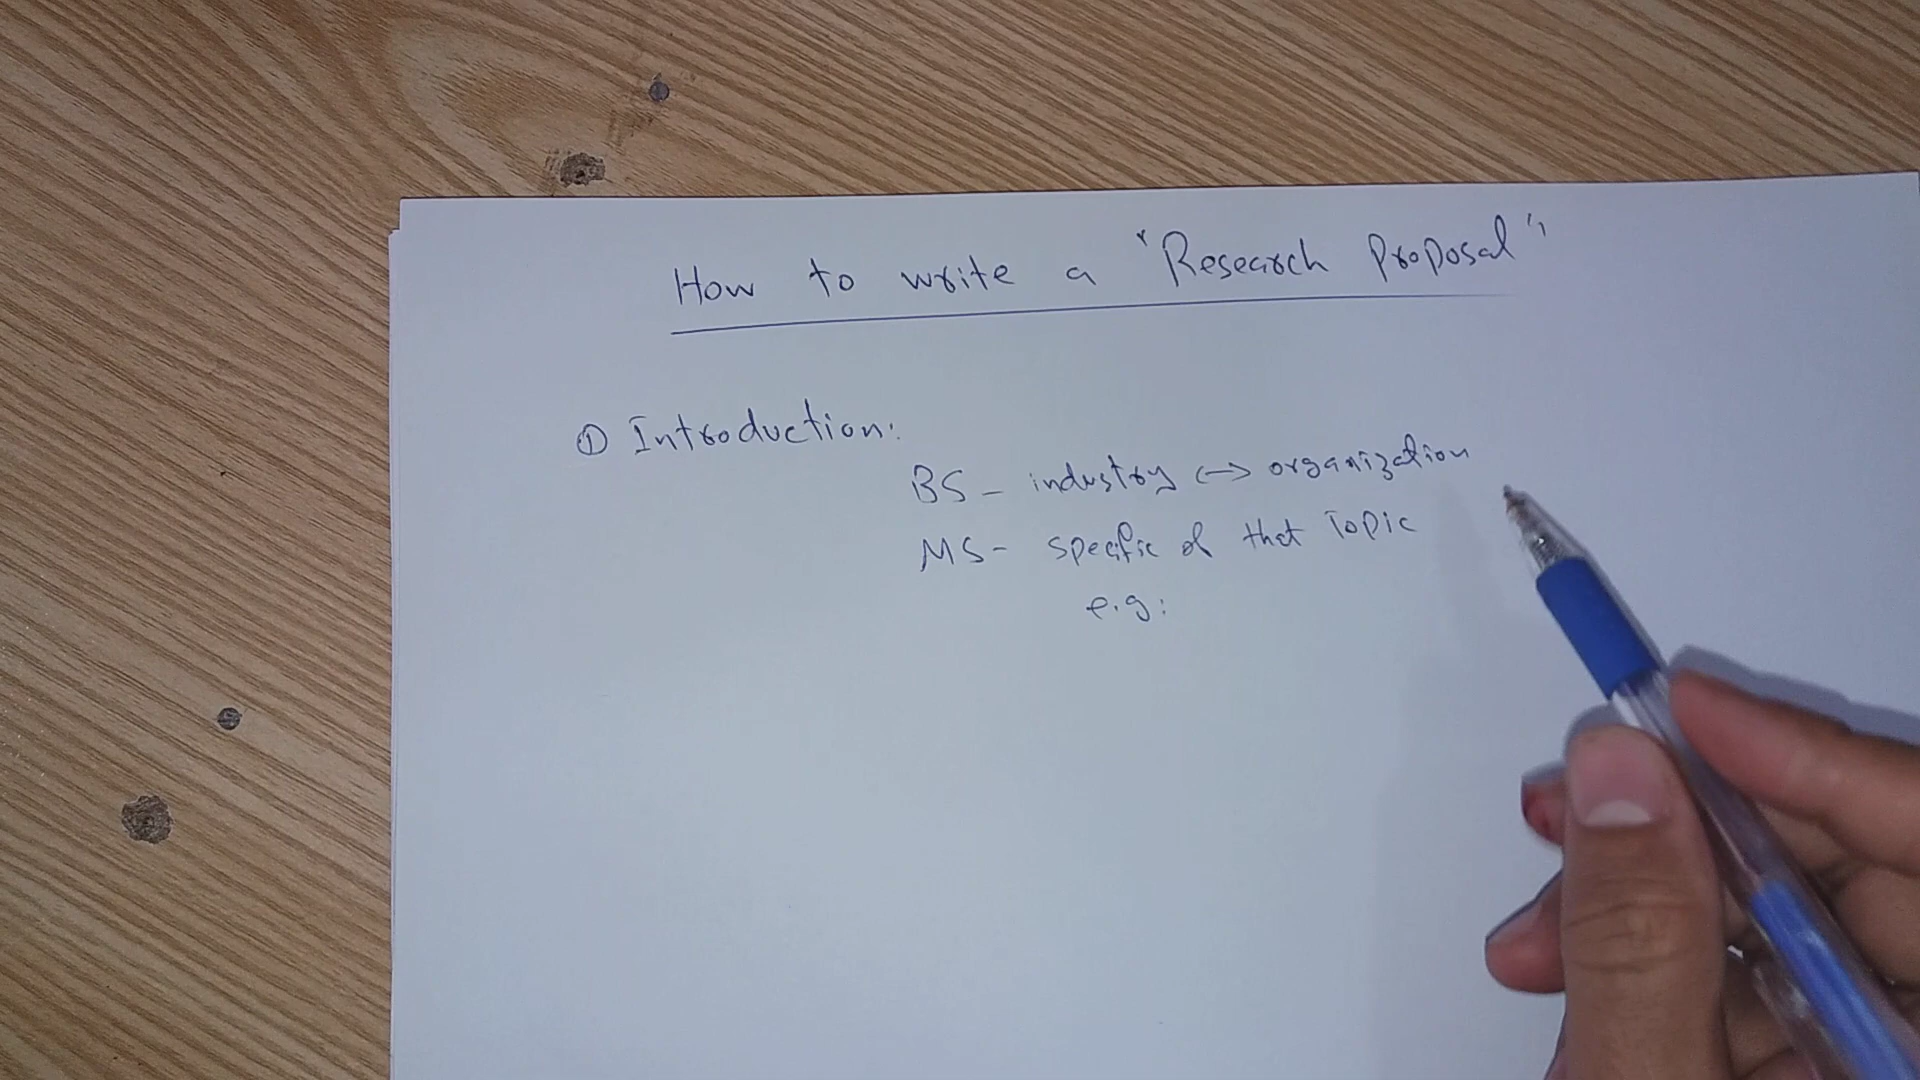 How to write a "Research Proposal"
① Introduction:
BS - industry ↔ organization
MS - specific of that Topic
e.g: